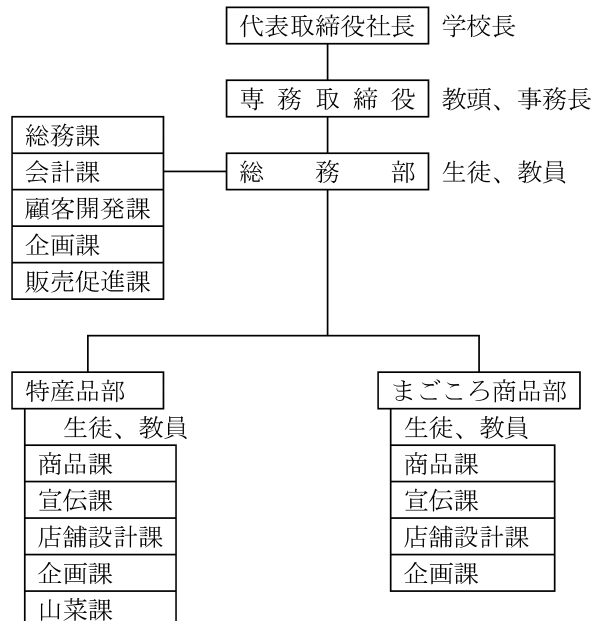 代表取締役社長 学校長
専務取締役 教頭、事務長
総務部 生徒、教員
総務課
会計課
顧客開発課
企画課
販売促進課
特産品部
生徒、教員
商品課
宣伝課
店舗設計課
企画課
山菜課
まごころ商品部
生徒、教員
商品課
宣伝課
店舗設計課
企画課